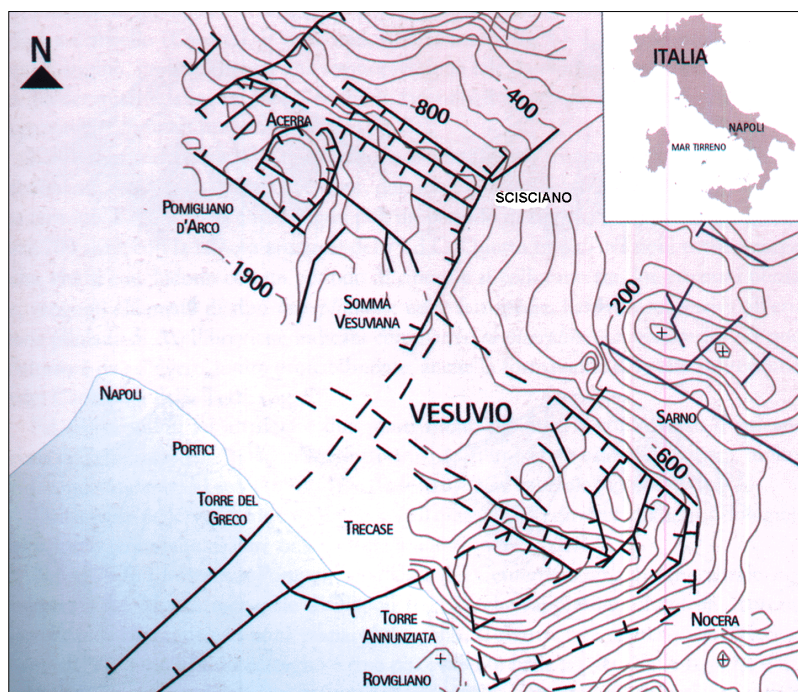 N
ITALIA
NAPOLI
MAR TIRRENO
-800
-400
ACERRA
SCISCIANO
POMIGLIANO
D'ARCO
-1900
SOMMA
VESUVIANA
200
NAPOLI
VESUVIO
SARNO
PORTICI
-600
TORRE DEL
GRECO
TRECASE
TORRE
ANNUNZIATA
NOCERA
ROVIGLIANO